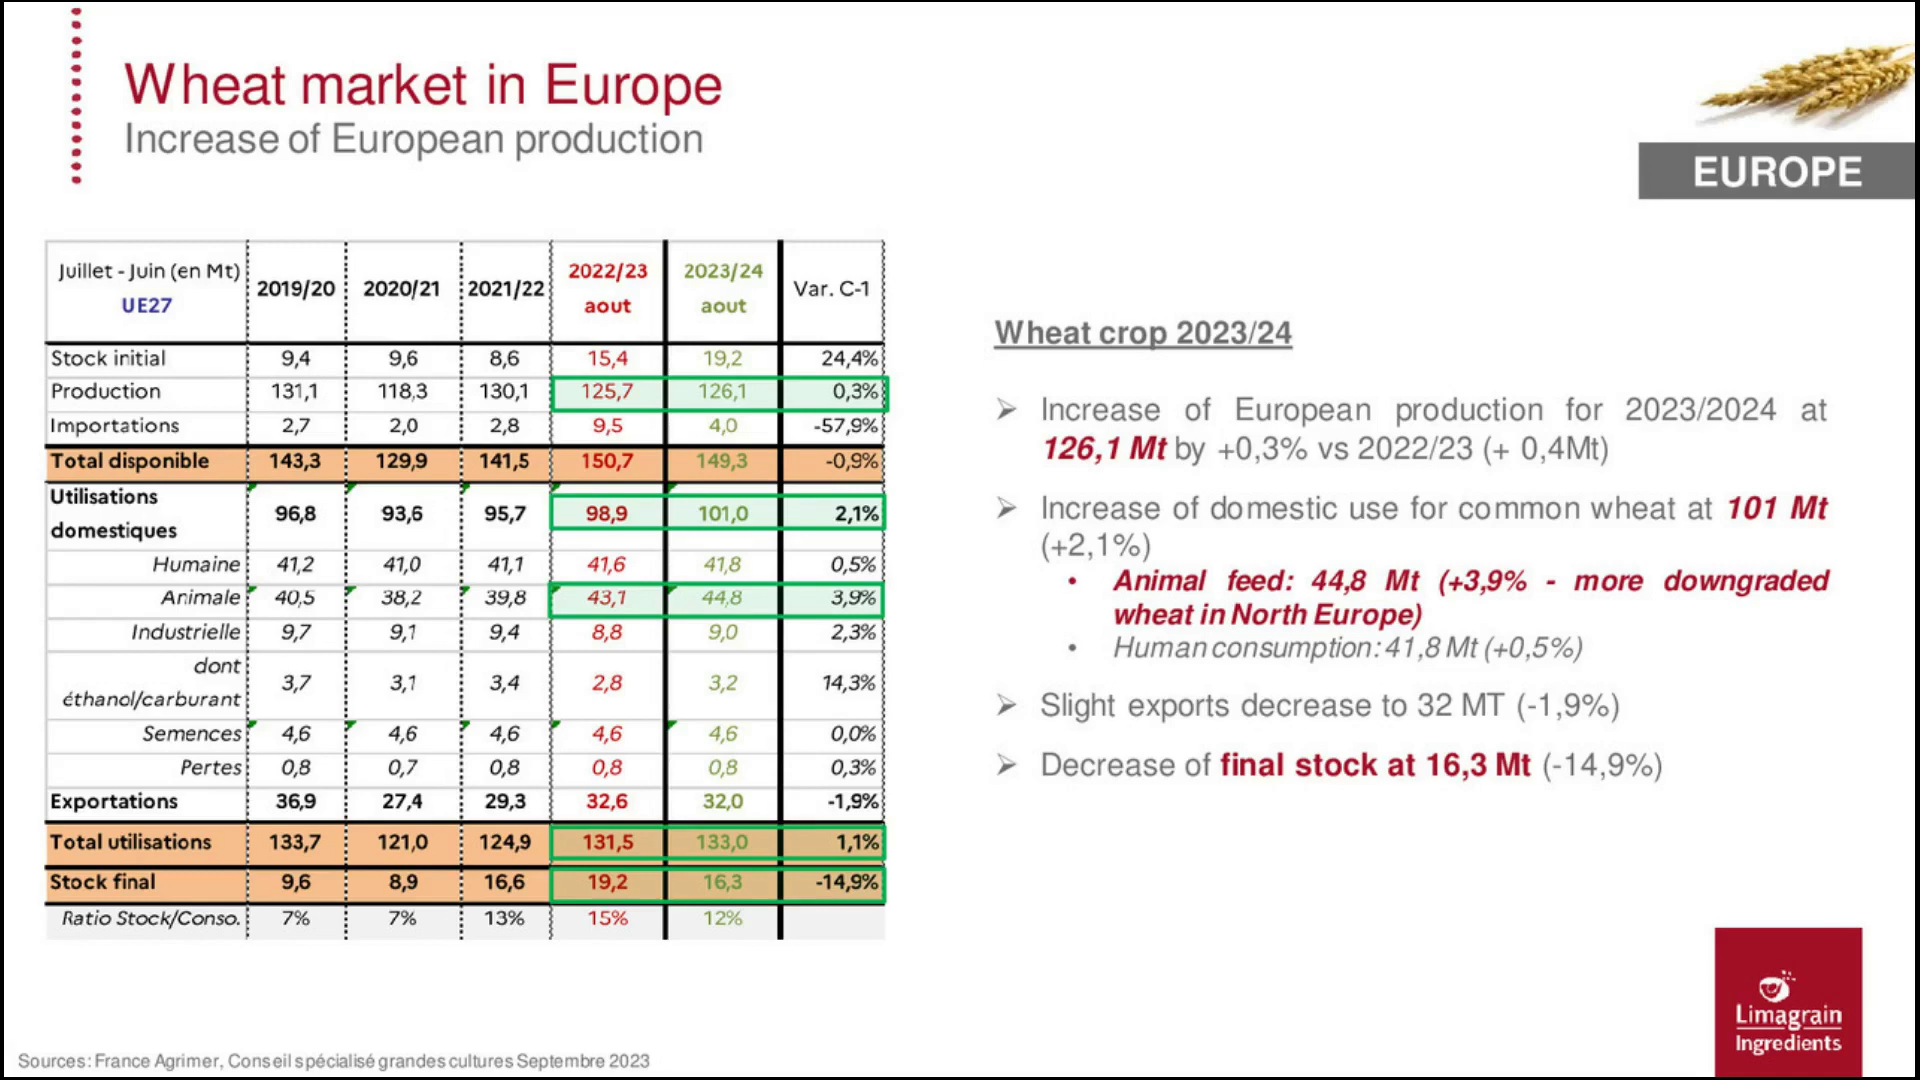 Wheat market in Europe
Increase of European production
EUROPE
Juillet - Juin (en Mt) UE27 2019/20 2020/21 2021/22 2022/23 aout 2023/24 aout Var. C-1
Stock initial 9,4 9,6 8,6 15,4 19,2 24,4%
Production 131,1 118,3 130,1 125,7 126,1 0,3%
Importations 2,7 2,0 2,8 9,5 4,0 -57,9%
Total disponible 143,3 129,9 141,5 150,7 149,3 -0,9%
Utilisations domestiques 96,8 93,6 95,7 98,9 101,0 2,1%
Humaine 41,2 41,0 41,1 41,6 41,8 0,5%
Animale 40,5 38,2 39,8 43,1 44,8 3,9%
Industrielle 9,7 9,1 9,4 8,8 9,0 2,3%
dont éthanol/carburant 3,7 3,1 3,4 2,8 3,2 14,3%
Semences 4,6 4,6 4,6 4,6 4,6 0,0%
Pertes 0,8 0,7 0,8 0,8 0,8 0,3%
Exportations 36,9 27,4 29,3 32,6 32,0 -1,9%
Total utilisations 133,7 121,0 124,9 131,5 133,0 1,1%
Stock final 9,6 8,9 16,6 19,2 16,3 -14,9%
Ratio Stock/Conso. 7% 7% 13% 15% 12%
Wheat crop 2023/24
➢ Increase of European production for 2023/2024 at
126,1 Mt by +0,3% vs 2022/23 (+ 0,4Mt)
➢ Increase of domestic use for common wheat at 101 Mt
(+2,1%)
• Animal feed: 44,8 Mt (+3,9% - more downgraded
wheat in North Europe)
• Human consumption: 41,8 Mt (+0,5%)
➢ Slight exports decrease to 32 MT (-1,9%)
➢ Decrease of final stock at 16,3 Mt (-14,9%)
Limagrain
Ingredients
Sources: France Agrimer, Conseil spécialisé grandes cultures Septembre 2023